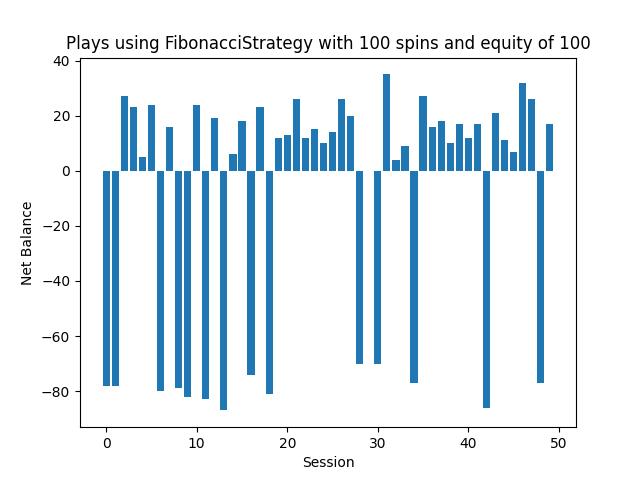 Plays using FibonacciStrategy with 100 spins and equity of 100
40
20
0
−20
−40
−60
−80
Net Balance
0 10 20 30 40 50
Session